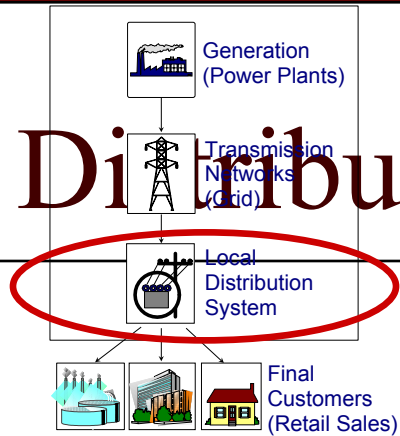 Generation
(Power Plants)
Distribu
Transmission
Networks
(Grid)
Local
Distribution
System
Final
Customers
(Retail Sales)